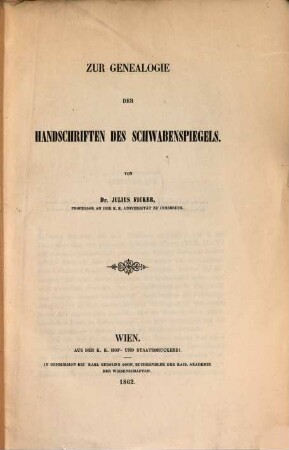 ZUR GENEALOGIE
DER
HANDSCHRIFTEN DES SCHWABENSPIEGELS.
VON
Dr. JULIUS FICKER,
PROFESSOR AN DER K. K. UNIVERSITÄT ZU INNSBRUCK.
WIEN.
AUS DER K. K. HOF- UND STAATSDRUCKEREI.
IN COMMISSION BEI KARL GEROLD'S SOHN, BUCHHÄNDLER DER KAIS. AKADEMIE
DER WISSENSCHAFTEN.
1862.